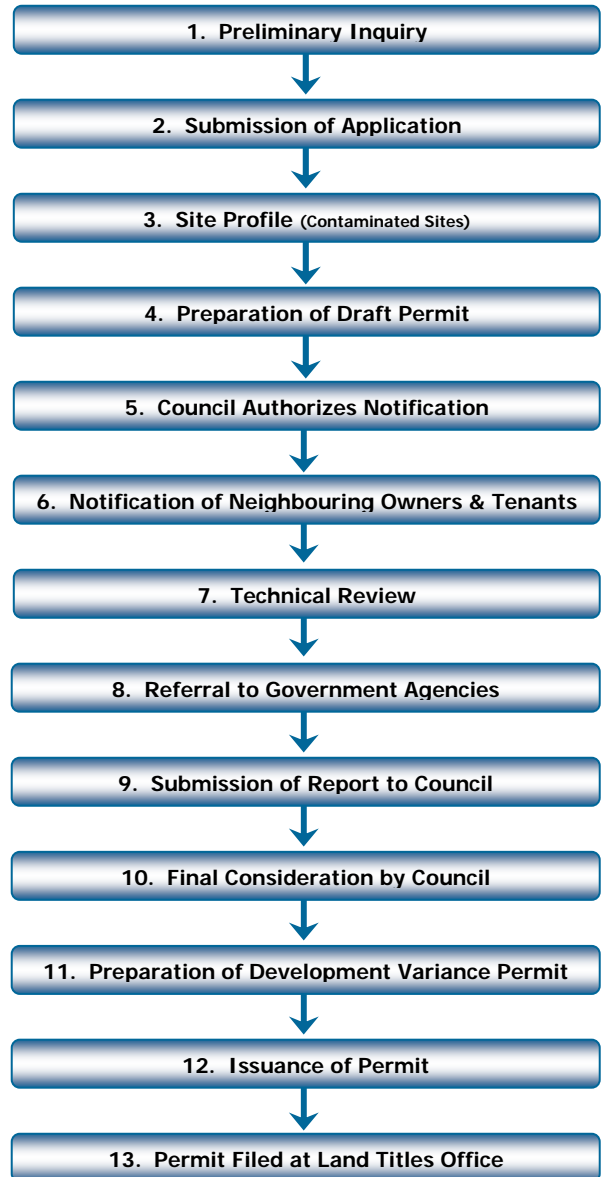 1. Preliminary Inquiry
2. Submission of Application
3. Site Profile (Contaminated Sites)
4. Preparation of Draft Permit
5. Council Authorizes Notification
6. Notification of Neighbouring Owners & Tenants
7. Technical Review
8. Referral to Government Agencies
9. Submission of Report to Council
10. Final Consideration by Council
11. Preparation of Development Variance Permit
12. Issuance of Permit
13. Permit Filed at Land Titles Office